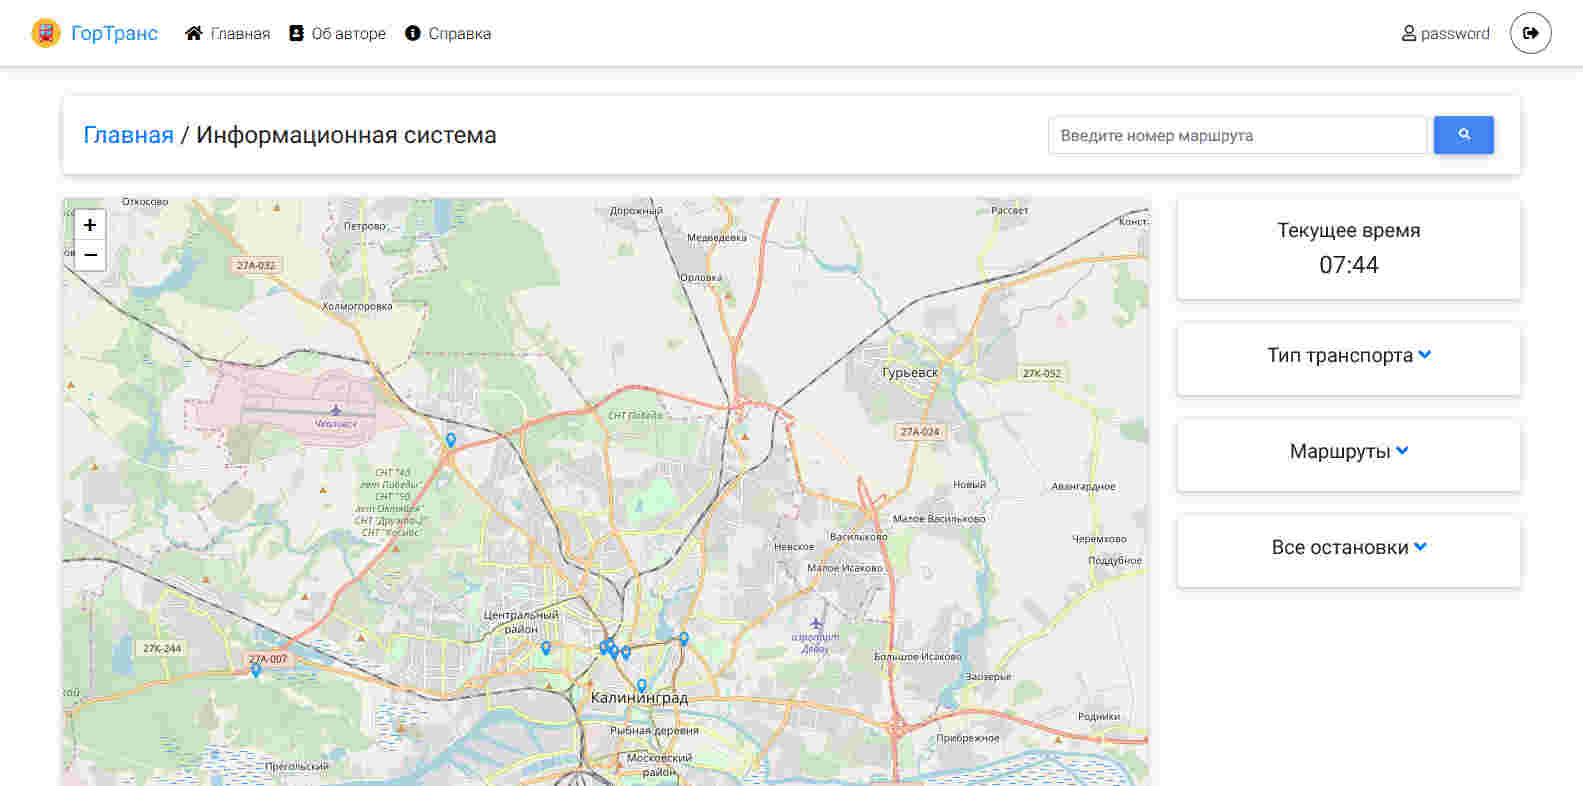 ГорТранс Главная Об авторе Справка password
Главная / Информационная система
Введите номер маршрута
Текущее время
07:44
Тип транспорта
Маршруты
Все остановки
+
−
Откосово
Петрово
27А-032
Холмогоровка
Чкаловск
Дорожный
Медведевка
Орловка
Рассвет
Конст
Гурьевск
27К-092
СНТ Победа
27А-024
СНТ "40
лет Победы"
СНТ "50
лет Октября"
СНТ "Дружба-2"
СНТ "Космос"
Новый
Авангардное
Малое Васильково
Васильково
Невское
Малое Исаково
Черемхово
Поддубное
Центральный
район
аэропорт
Девау
27К-244
27А-007
Большое Исаково
Заозерье
кой
Калининград
Родники
Рыбная деревня
Прибрежное
Московский
район
Прегольский